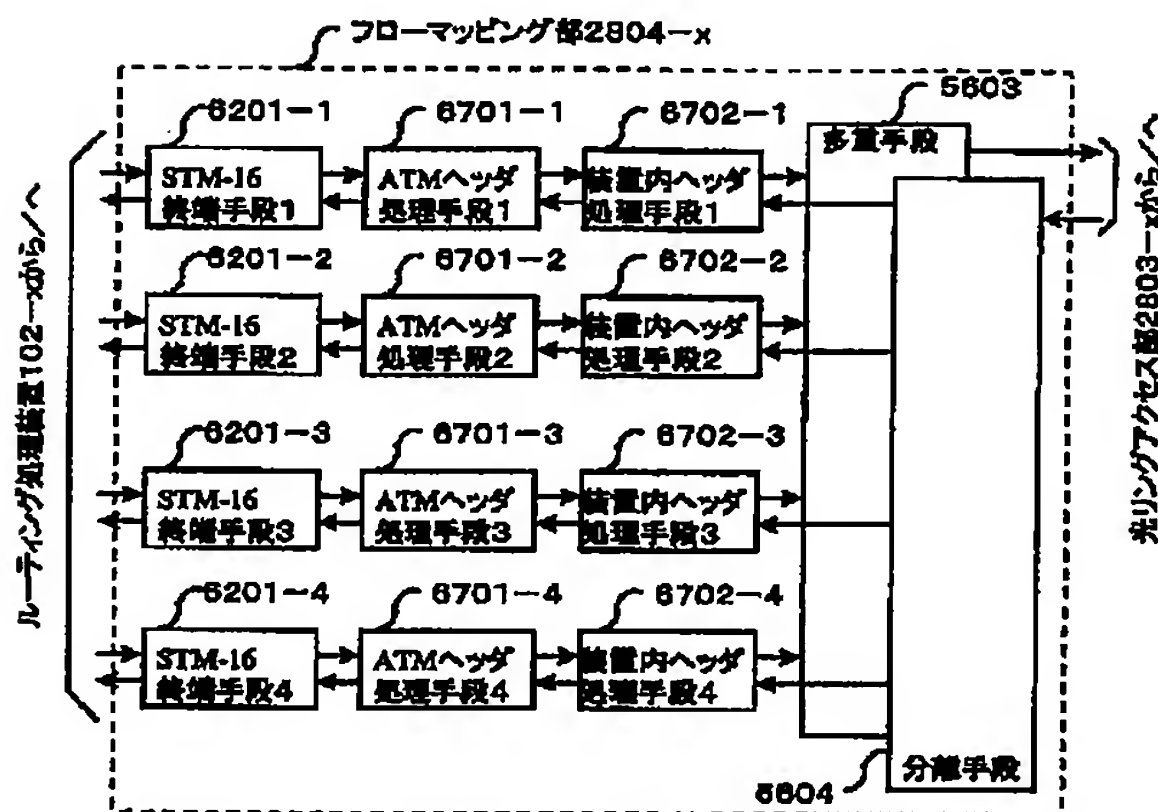 フローマッピング部2804-x
5603
6201-1
6701-1
6702-1
多重手段
STM-16
終端手段1
ATMヘッダ
処理手段1
装置内ヘッダ
処理手段1
6201-2
6701-2
6702-2
STM-16
終端手段2
ATMヘッダ
処理手段2
装置内ヘッダ
処理手段2
6201-3
6701-3
6702-3
STM-16
終端手段3
ATMヘッダ
処理手段3
装置内ヘッダ
処理手段3
6201-4
6701-4
6702-4
STM-16
終端手段4
ATMヘッダ
処理手段4
装置内ヘッダ
処理手段4
分離手段
5604
ルーティング処理装置102-xから/へ
光リングアクセス部2803-xから/へ